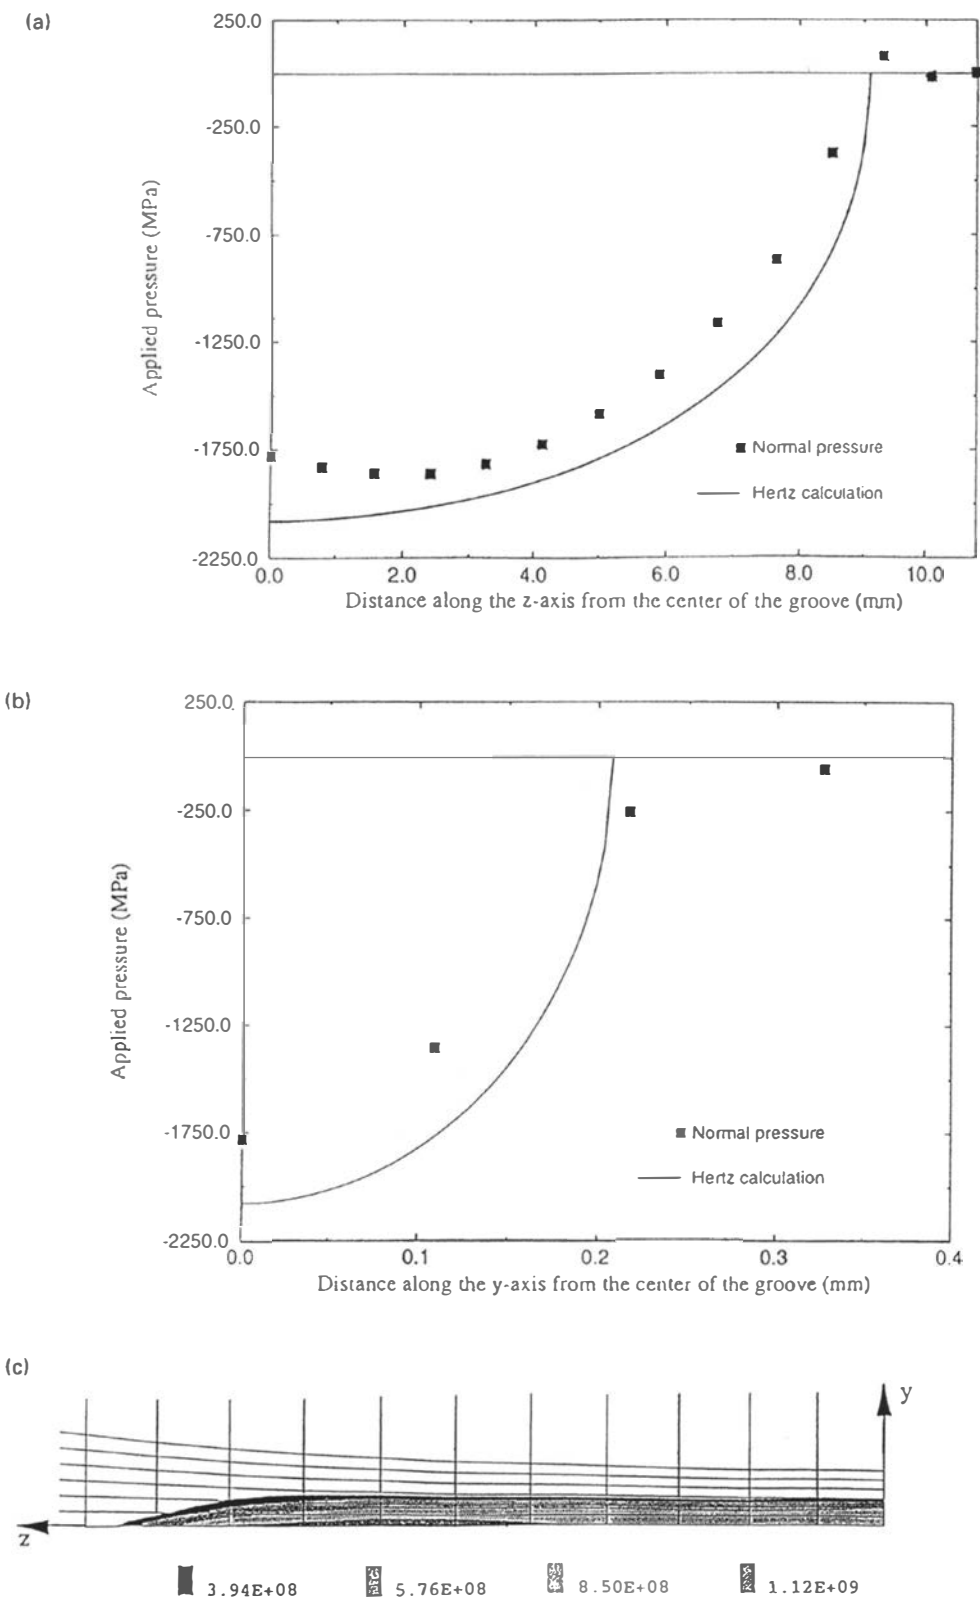 (a)
250.0
-250.0
-750.0
-1250.0
-1750.0
-2250.0
Applied pressure (MPa)
Normal pressure
Hertz calculation
0.0 2.0 4.0 6.0 8.0 10.0
Distance along the z-axis from the center of the groove (mm)
(b)
250.0
-250.0
-750.0
-1250.0
-1750.0
-2250.0
Applied pressure (MPa)
Normal pressure
Hertz calculation
0.0 0.1 0.2 0.3 0.4
Distance along the y-axis from the center of the groove (mm)
(c)
y
z
3.94E+08 5.76E+08 8.50E+08 1.12E+09